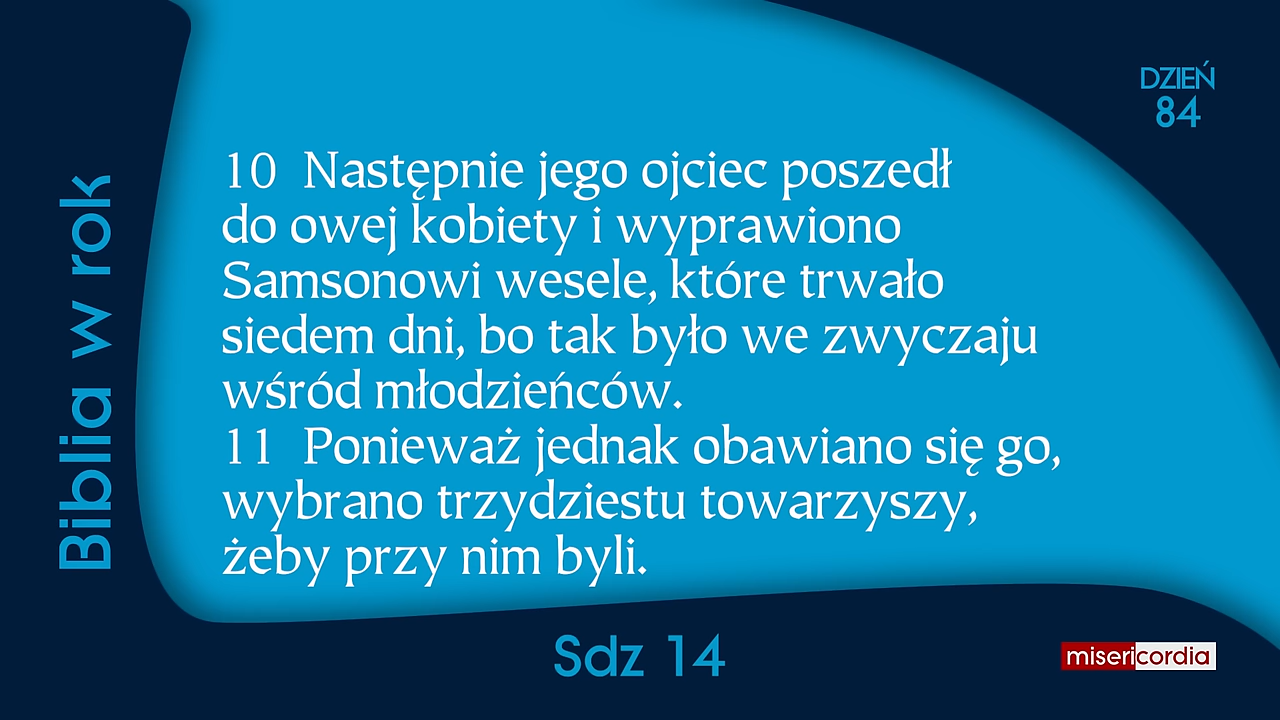 DZIEŃ
84
Biblia w rok
10 Następnie jego ojciec poszedł
do owej kobiety i wyprawiono
Samsonowi wesele, które trwało
siedem dni, bo tak było we zwyczaju
wśród młodzieńców.
11 Ponieważ jednak obawiano się go,
wybrano trzydziestu towarzyszy,
żeby przy nim byli.
Sdz 14
misericordia